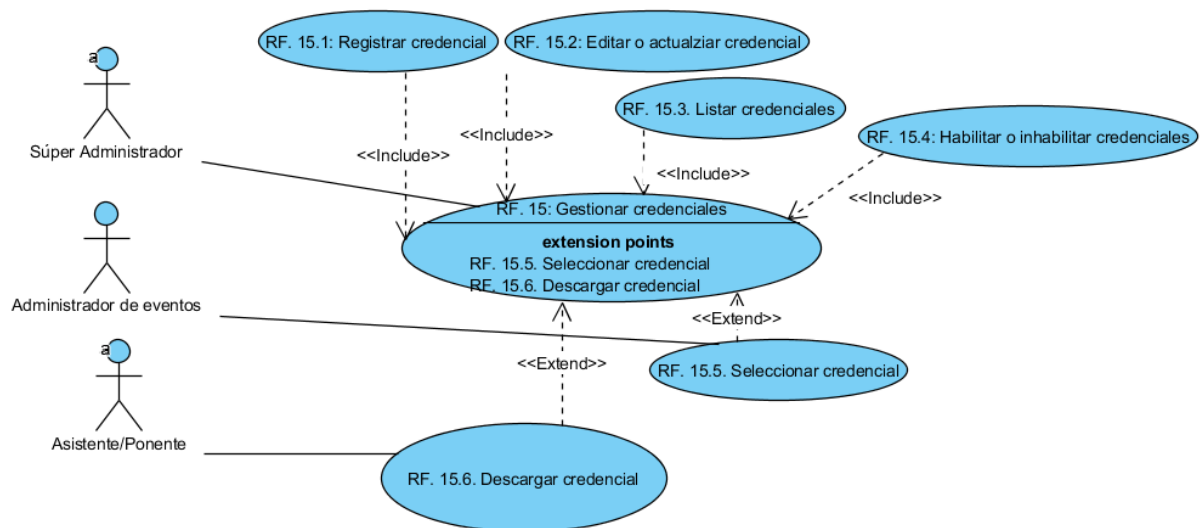 RF. 15.1: Registrar credencial
RF. 15.2: Editar o actualziar credencial
a
RF. 15.3. Listar credenciales
<<Include>>
RF. 15.4: Habilitar o inhabilitar credenciales
Súper Administrador
<<Include>>
<<Include>>
<<Include>>
RF. 15: Gestionar credenciales
extension points
RF. 15.5. Seleccionar credencial
RF. 15.6. Descargar credencial
Administrador de eventos
<<Extend>>
a
<<Extend>>
RF. 15.5. Seleccionar credencial
Asistente/Ponente
RF. 15.6. Descargar credencial